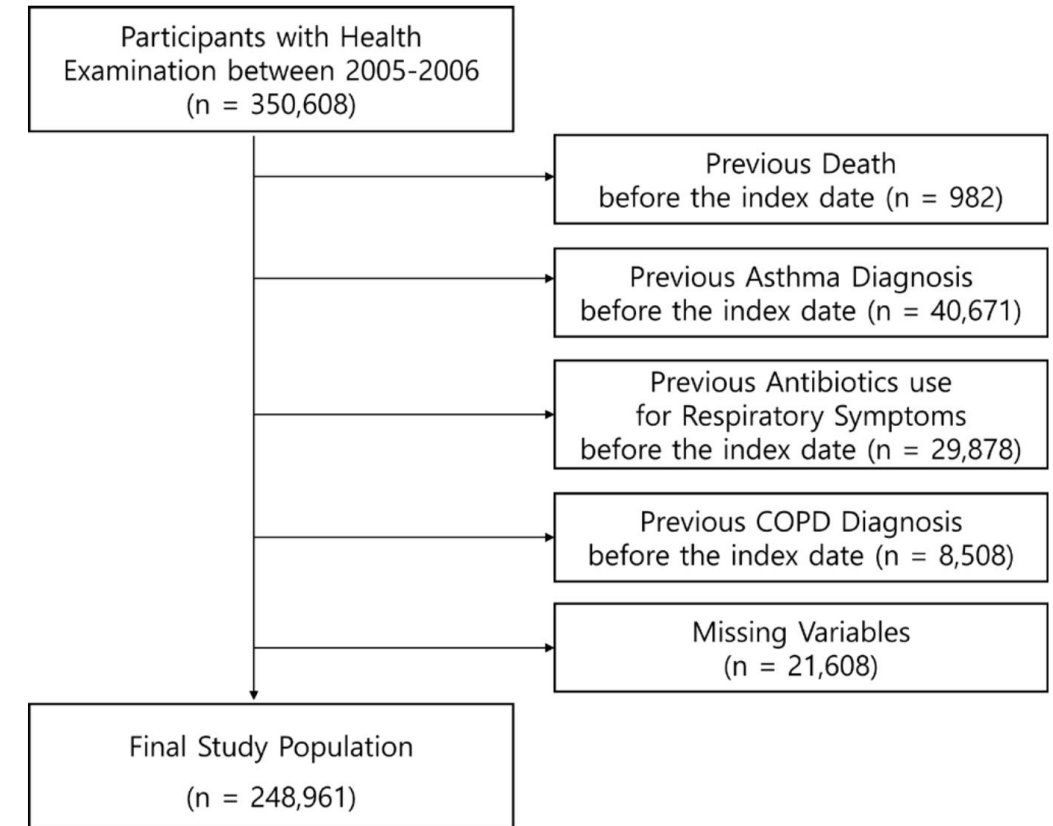 Participants with Health
Examination between 2005-2006
(n = 350,608)
Previous Death
before the index date (n = 982)
Previous Asthma Diagnosis
before the index date (n = 40,671)
Previous Antibiotics use
for Respiratory Symptoms
before the index date (n = 29,878)
Previous COPD Diagnosis
before the index date (n = 8,508)
Missing Variables
(n = 21,608)
Final Study Population
(n = 248,961)